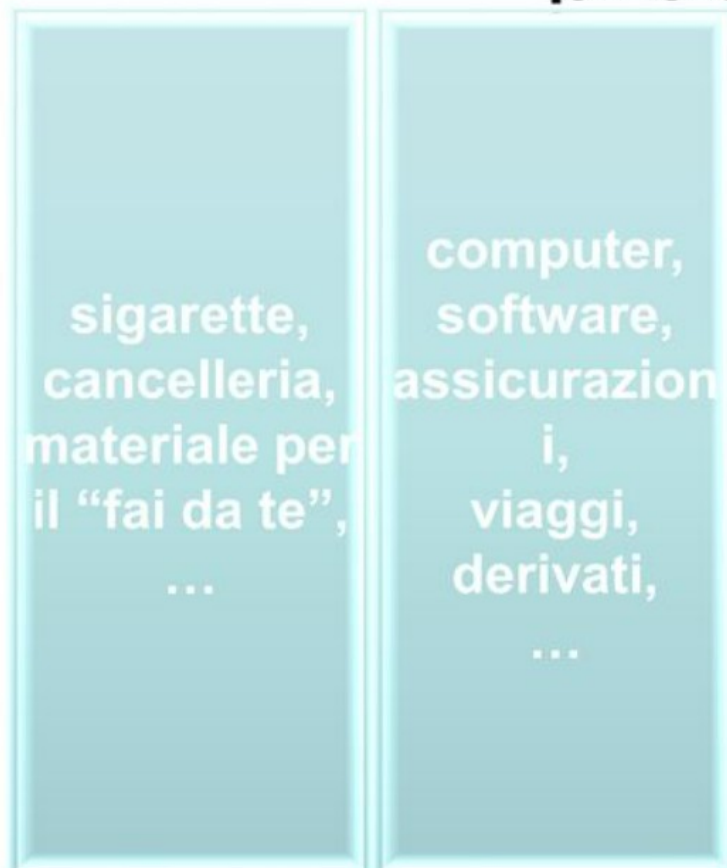 sigarette,
cancelleria,
materiale per
il “fai da te”,
…
computer,
software,
assicurazion
i,
viaggi,
derivati,
…